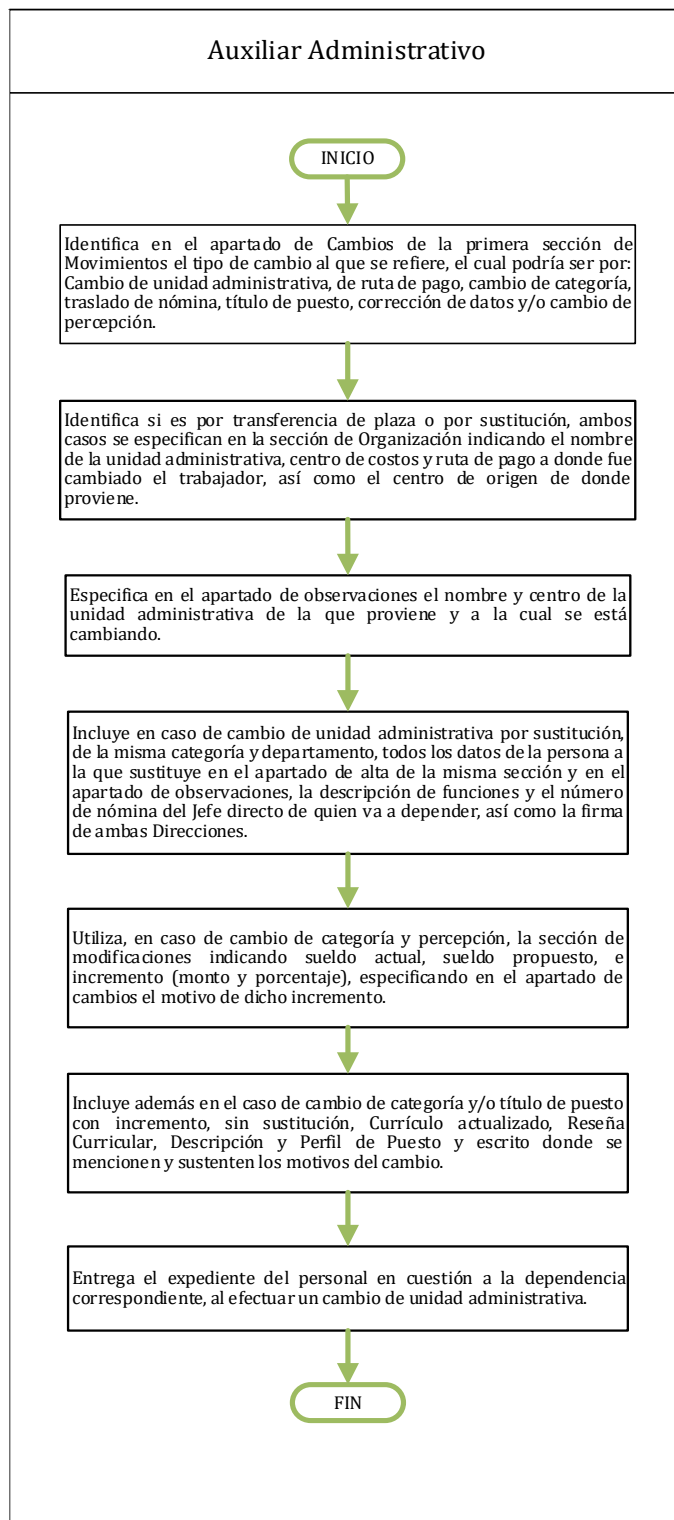 Auxiliar Administrativo
INICIO
Identifica en el apartado de Cambios de la primera sección de
Movimientos el tipo de cambio al que se refiere, el cual podría ser por:
Cambio de unidad administrativa, de ruta de pago, cambio de categoría,
traslado de nómina, título de puesto, corrección de datos y/o cambio de
percepción.
Identifica si es por transferencia de plaza o por sustitución, ambos
casos se especifican en la sección de Organización indicando el nombre
de la unidad administrativa, centro de costos y ruta de pago a donde fue
cambiado el trabajador, así como el centro de origen de donde
proviene.
Especifica en el apartado de observaciones el nombre y centro de la
unidad administrativa de la que proviene y a la cual se está
cambiando.
Incluye en caso de cambio de unidad administrativa por sustitución,
de la misma categoría y departamento, todos los datos de la persona a
la que sustituye en el apartado de alta de la misma sección y en el
apartado de observaciones, la descripción de funciones y el número
de nómina del Jefe directo de quien va a depender, así como la firma
de ambas Direcciones.
Utiliza, en caso de cambio de categoría y percepción, la sección de
modificaciones indicando sueldo actual, sueldo propuesto, e
incremento (monto y porcentaje), especificando en el apartado de
cambios el motivo de dicho incremento.
Incluye además en el caso de cambio de categoría y/o título de puesto
con incremento, sin sustitución, Currículo actualizado, Reseña
Curricular, Descripción y Perfil de Puesto y escrito donde se
mencionen y sustenten los motivos del cambio.
Entrega el expediente del personal en cuestión a la dependencia
correspondiente, al efectuar un cambio de unidad administrativa.
FIN